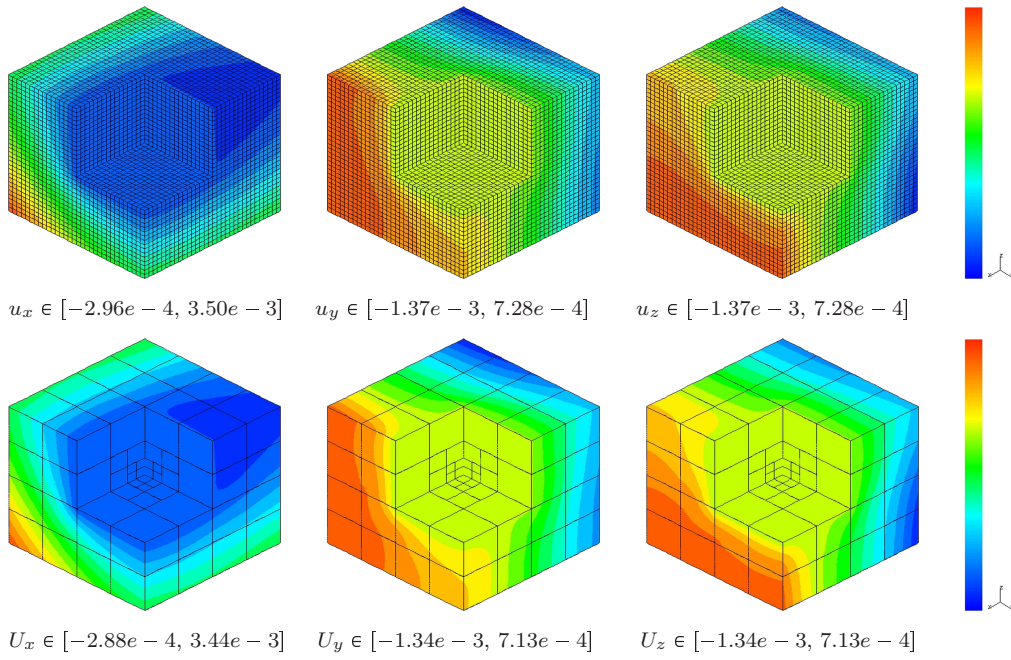 u_x ∈ [−2.96e − 4, 3.50e − 3] u_y ∈ [−1.37e − 3, 7.28e − 4] u_z ∈ [−1.37e − 3, 7.28e − 4]
U_x ∈ [−2.88e − 4, 3.44e − 3] U_y ∈ [−1.34e − 3, 7.13e − 4] U_z ∈ [−1.34e − 3, 7.13e − 4]